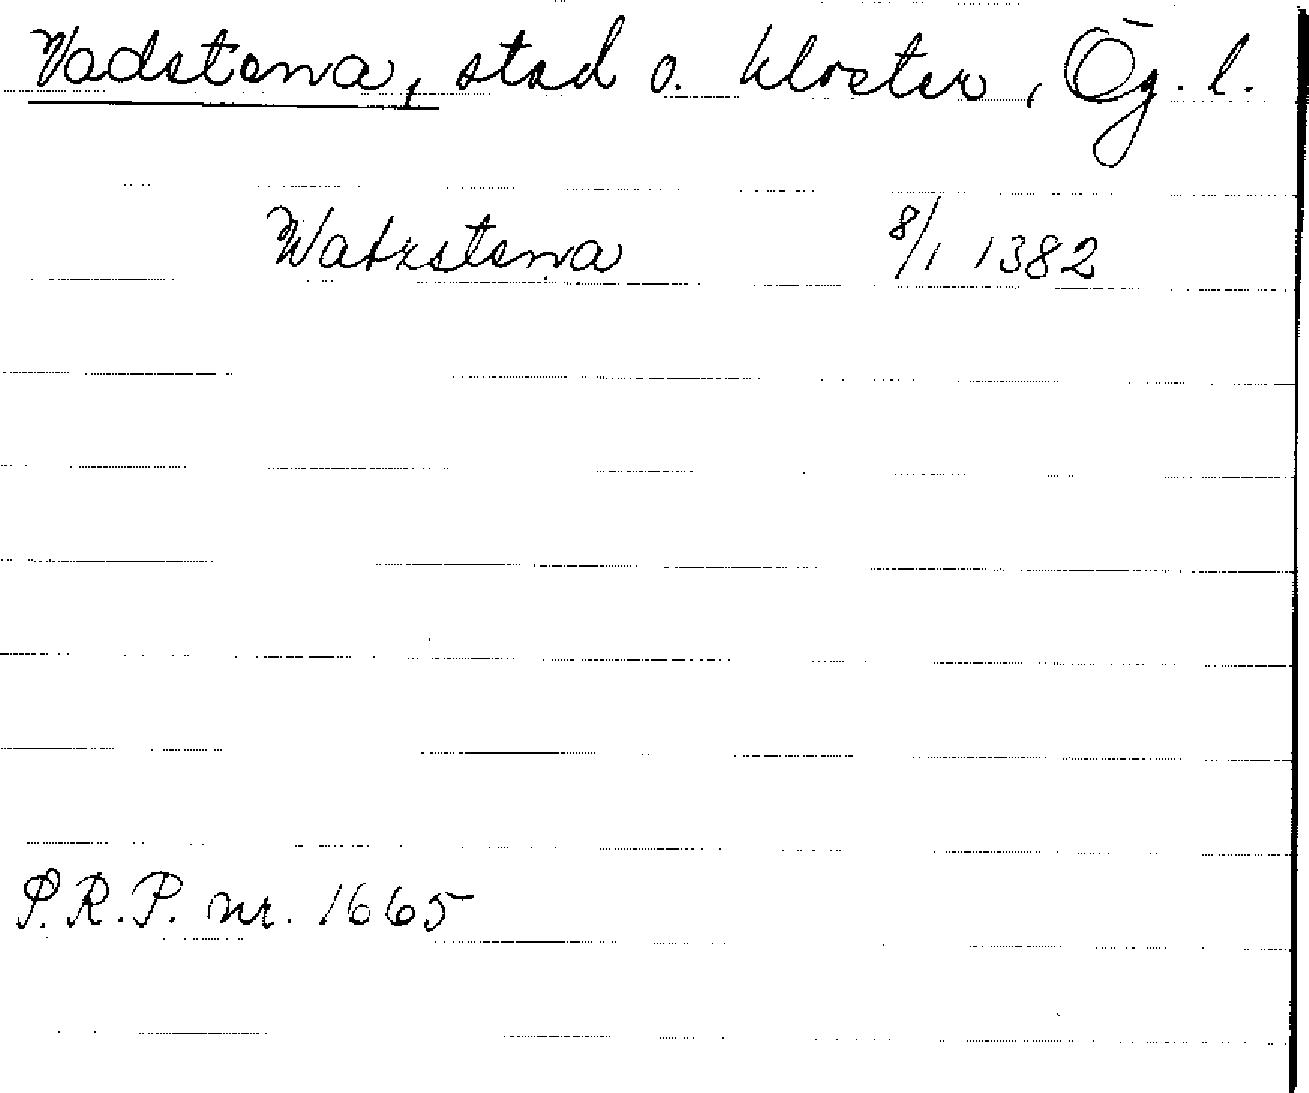 Vadstena, stad o. kloster, Ög. l.
Watzstena 8/1 1382
P.R.P. nr. 1665